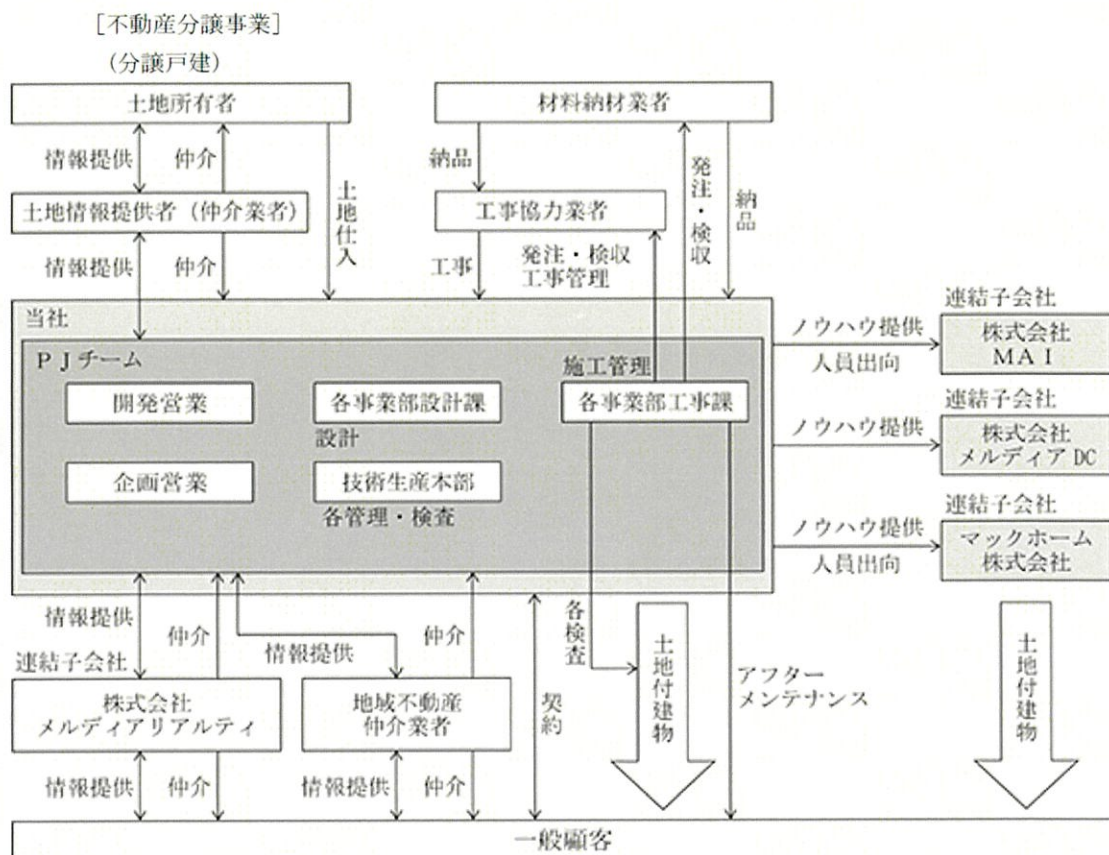 [不動産分譲事業]
(分譲戸建)
土地所有者
材料納材業者
情報提供
仲介
土地仕入
納品
発注・検収
納品
土地情報提供者(仲介業者)
工事協力業者
情報提供
仲介
工事
発注・検収
工事管理
当社
PJチーム
開発営業
各事業部設計課
設計
施工管理
各事業部工事課
企画営業
技術生産本部
各管理・検査
連結子会社
ノウハウ提供
人員出向
株式会社
MAI
連結子会社
ノウハウ提供
株式会社
メルディアDC
連結子会社
ノウハウ提供
人員出向
マックホーム
株式会社
情報提供
仲介
情報提供
仲介
契約
各検査
土地付建物
アフター
メンテナンス
土地付建物
連結子会社
株式会社
メルディアリアルティ
地域不動産
仲介業者
情報提供
仲介
情報提供
仲介
一般顧客